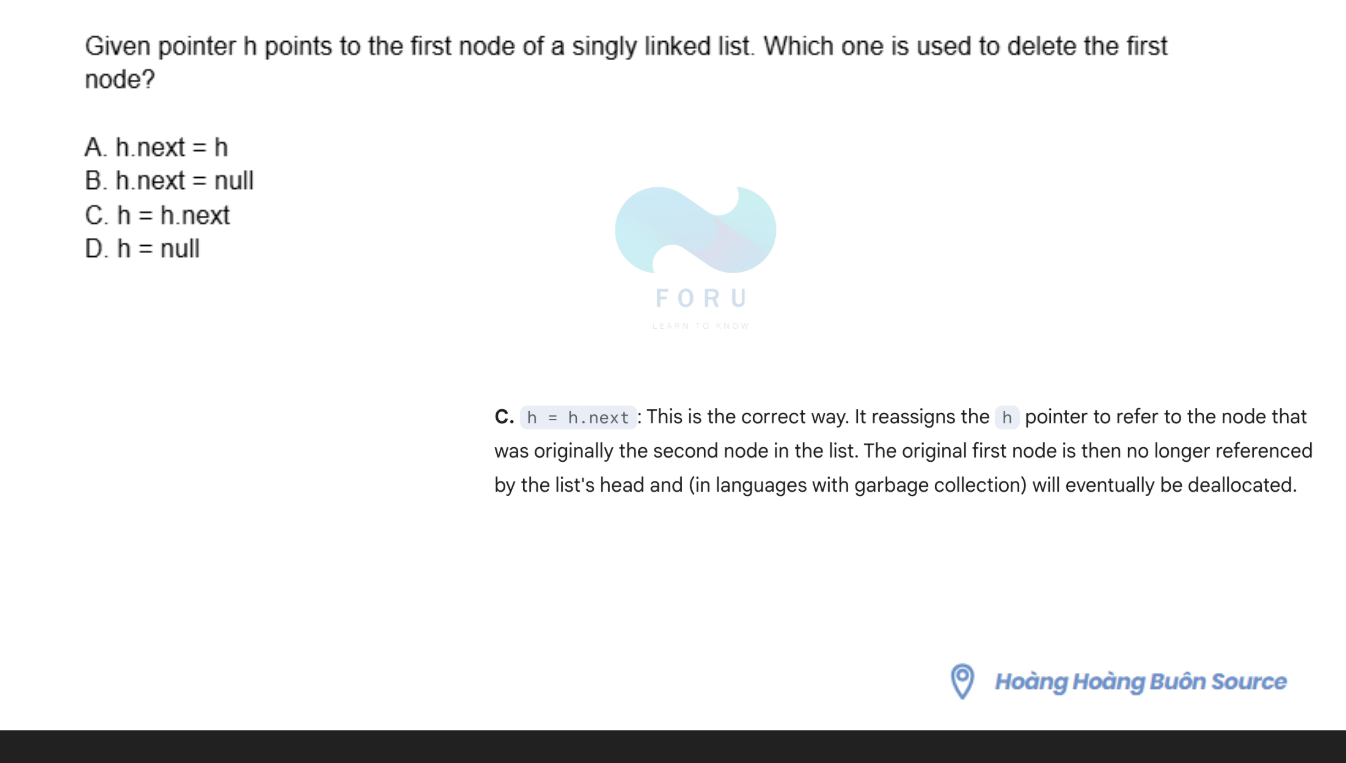 Given pointer h points to the first node of a singly linked list. Which one is used to delete the first
node?
A. h.next = h
B. h.next = null
C. h = h.next
D. h = null
FORU
LEARN TO KNOW
C. h = h.next: This is the correct way. It reassigns the h pointer to refer to the node that
was originally the second node in the list. The original first node is then no longer referenced
by the list's head and (in languages with garbage collection) will eventually be deallocated.
Hoàng Hoàng Buôn Source